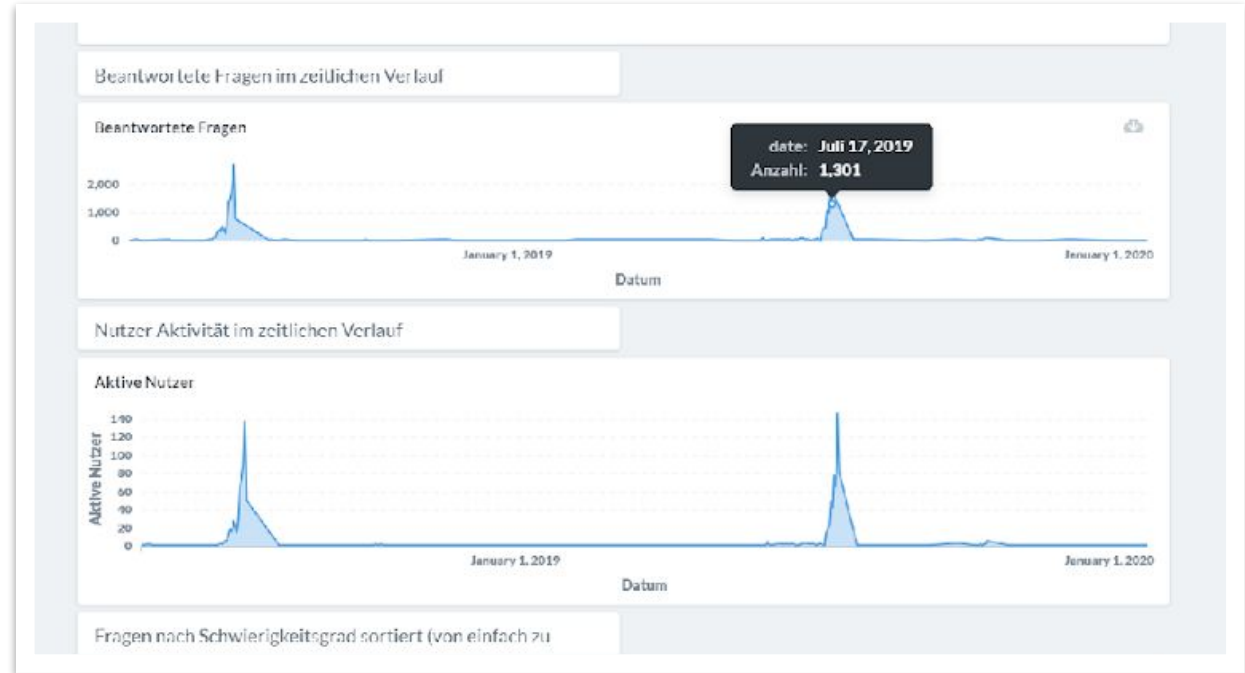 Beantwortete Fragen im zeitlichen Verlauf
Beantwortete Fragen
date: Juli 17, 2019
Anzahl: 1,301
2,000
1,000
0
January 1, 2019
January 1, 2020
Datum
Nutzer Aktivität im zeitlichen Verlauf
Aktive Nutzer
Aktive Nutzer
140
120
100
80
60
40
20
0
January 1, 2019
January 1, 2020
Datum
Fragen nach Schwierigkeitsgrad sortiert (von einfach zu